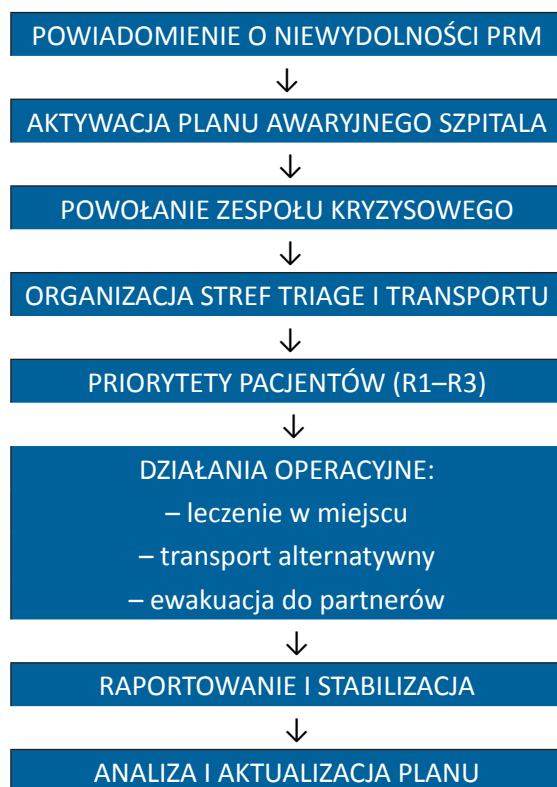 POWIADOMIENIE O NIEWYDOLNOŚCI PRM
↓
AKTYWACJA PLANU AWARYJNEGO SZPITALA
↓
POWOŁANIE ZESPOŁU KRYZYSOWEGO
↓
ORGANIZACJA STREF TRIAGE I TRANSPORTU
↓
PRIORYTETY PACJENTÓW (R1–R3)
↓
DZIAŁANIA OPERACYJNE:
– leczenie w miejscu
– transport alternatywny
– ewakuacja do partnerów
↓
RAPORTOWANIE I STABILIZACJA
↓
ANALIZA I AKTUALIZACJA PLANU